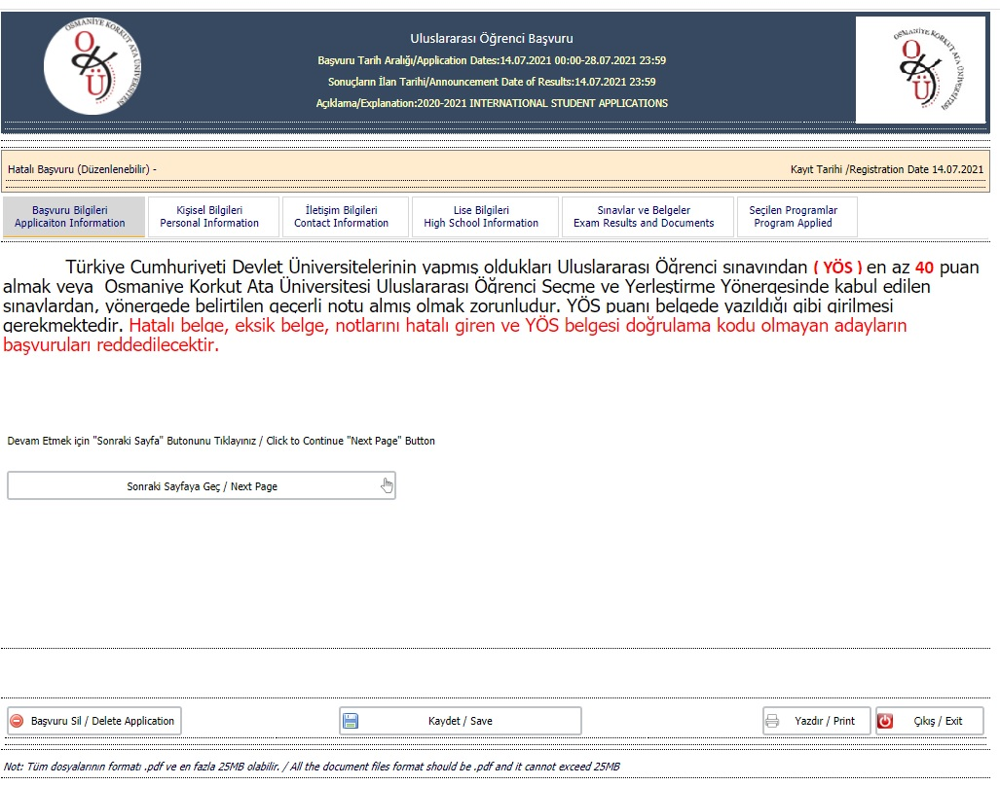 OSMANİYE KORKUT ATA ÜNİVERSİTESİ
OKÜ
Uluslararası Öğrenci Başvuru
Başvuru Tarih Aralığı/Application Dates:14.07.2021 00:00-28.07.2021 23:59
Sonuçların İlan Tarihi/Announcement Date of Results:14.07.2021 23:59
Açıklama/Explanation:2020-2021 INTERNATIONAL STUDENT APPLICATIONS
OSMANİYE KORKUT ATA ÜNİVERSİTESİ
OKÜ
Hatalı Başvuru (Düzenlenebilir) -
Kayıt Tarihi /Registration Date 14.07.2021
Başvuru Bilgileri
Applicaiton Information
Kişisel Bilgileri
Personal Information
İletişim Bilgileri
Contact Information
Lise Bilgileri
High School Information
Sınavlar ve Belgeler
Exam Results and Documents
Seçilen Programlar
Program Applied
Türkiye Cumhuriyeti Devlet Üniversitelerinin yapmış oldukları Uluslararası Öğrenci sınavından ( YÖS ) en az 40 puan
almak veya Osmaniye Korkut Ata Üniversitesi Uluslararası Öğrenci Seçme ve Yerleştirme Yönergesinde kabul edilen
sınavlardan, yönergede belirtilen geçerli notu almış olmak zorunludur. YÖS puanı belgede yazıldığı gibi girilmesi
gerekmektedir. Hatalı belge, eksik belge, notlarını hatalı giren ve YÖS belgesi doğrulama kodu olmayan adayların
başvuruları reddedilecektir.
Devam Etmek için "Sonraki Sayfa" Butonunu Tıklayınız / Click to Continue "Next Page" Button
Sonraki Sayfaya Geç / Next Page
Başvuru Sil / Delete Application
Kaydet / Save
Yazdır / Print
Çıkış / Exit
Not: Tüm dosyalarının formatı .pdf ve en fazla 25MB olabilir. / All the document files format should be .pdf and it cannot exceed 25MB